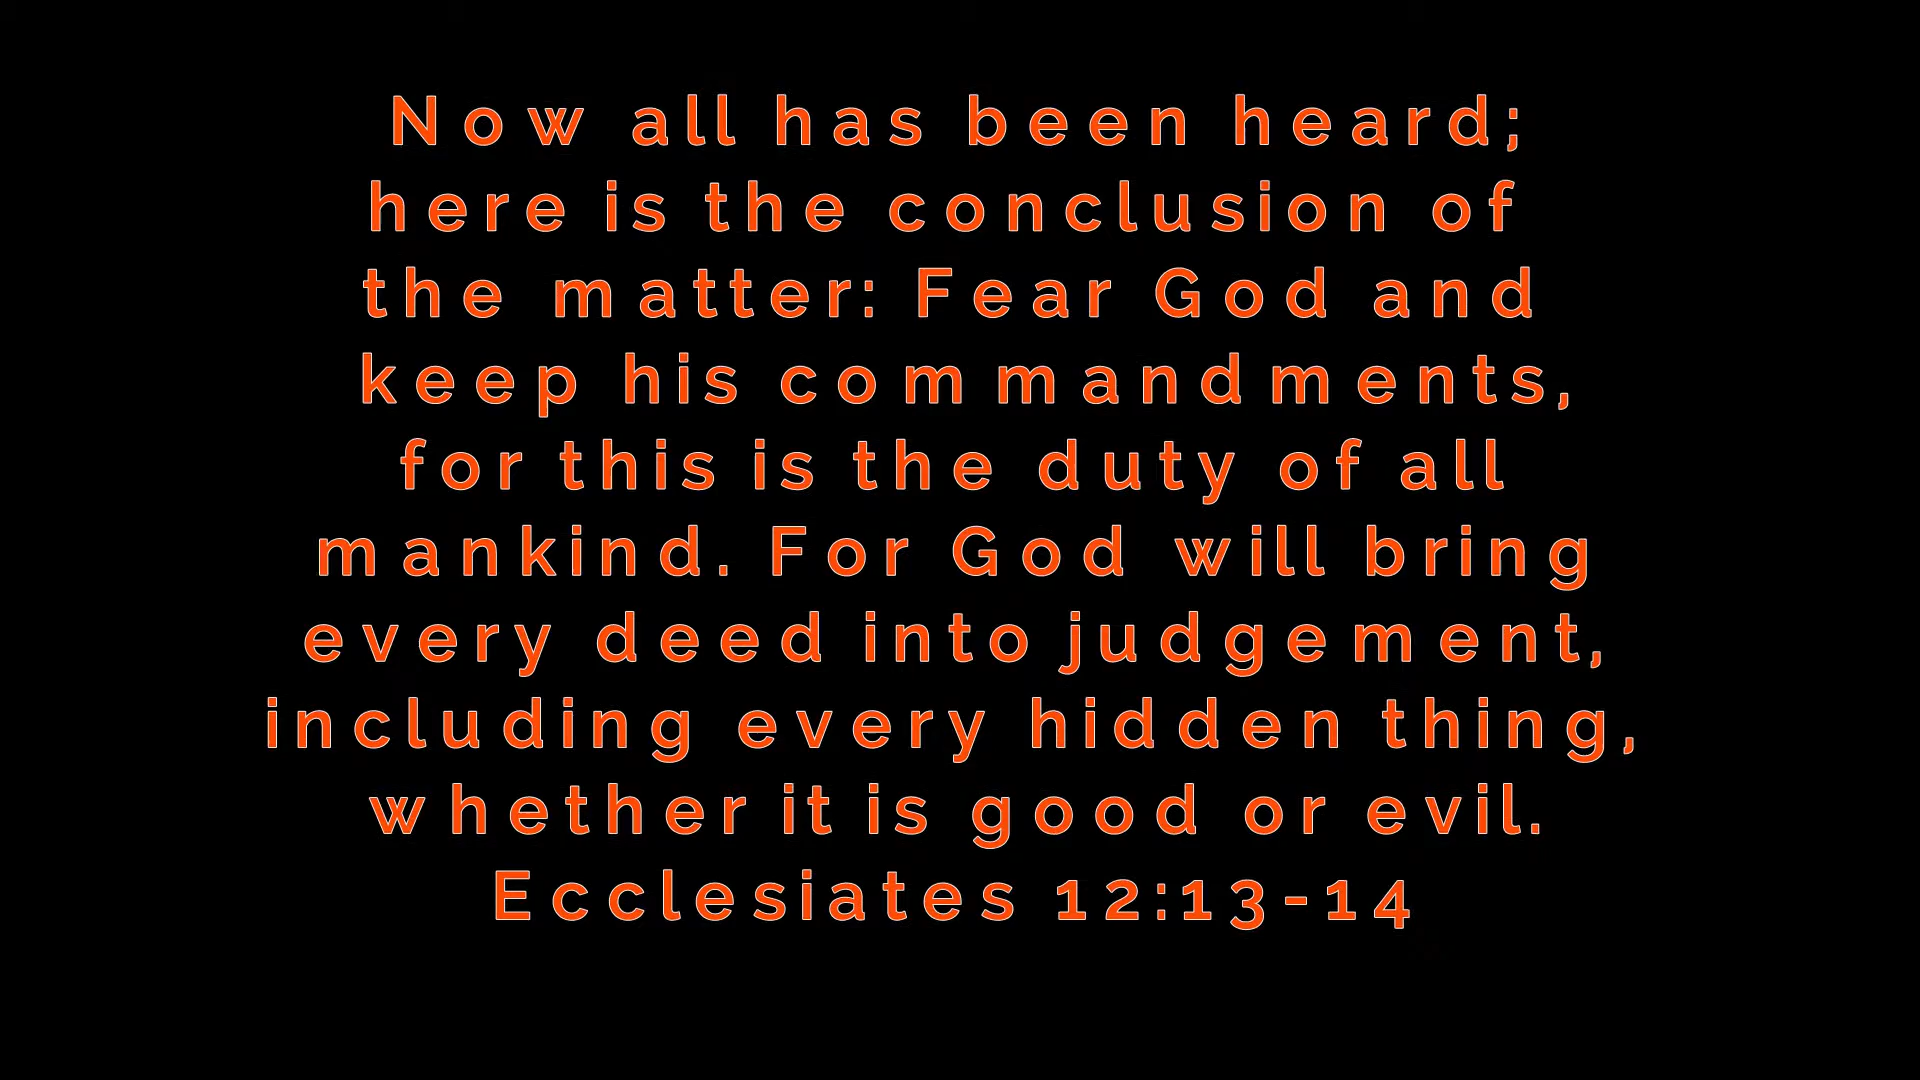 Now all has been heard;
here is the conclusion of
the matter: Fear God and
keep his commandments,
for this is the duty of all
mankind. For God will bring
every deed into judgement,
including every hidden thing,
whether it is good or evil.
Ecclesiates 12:13-14